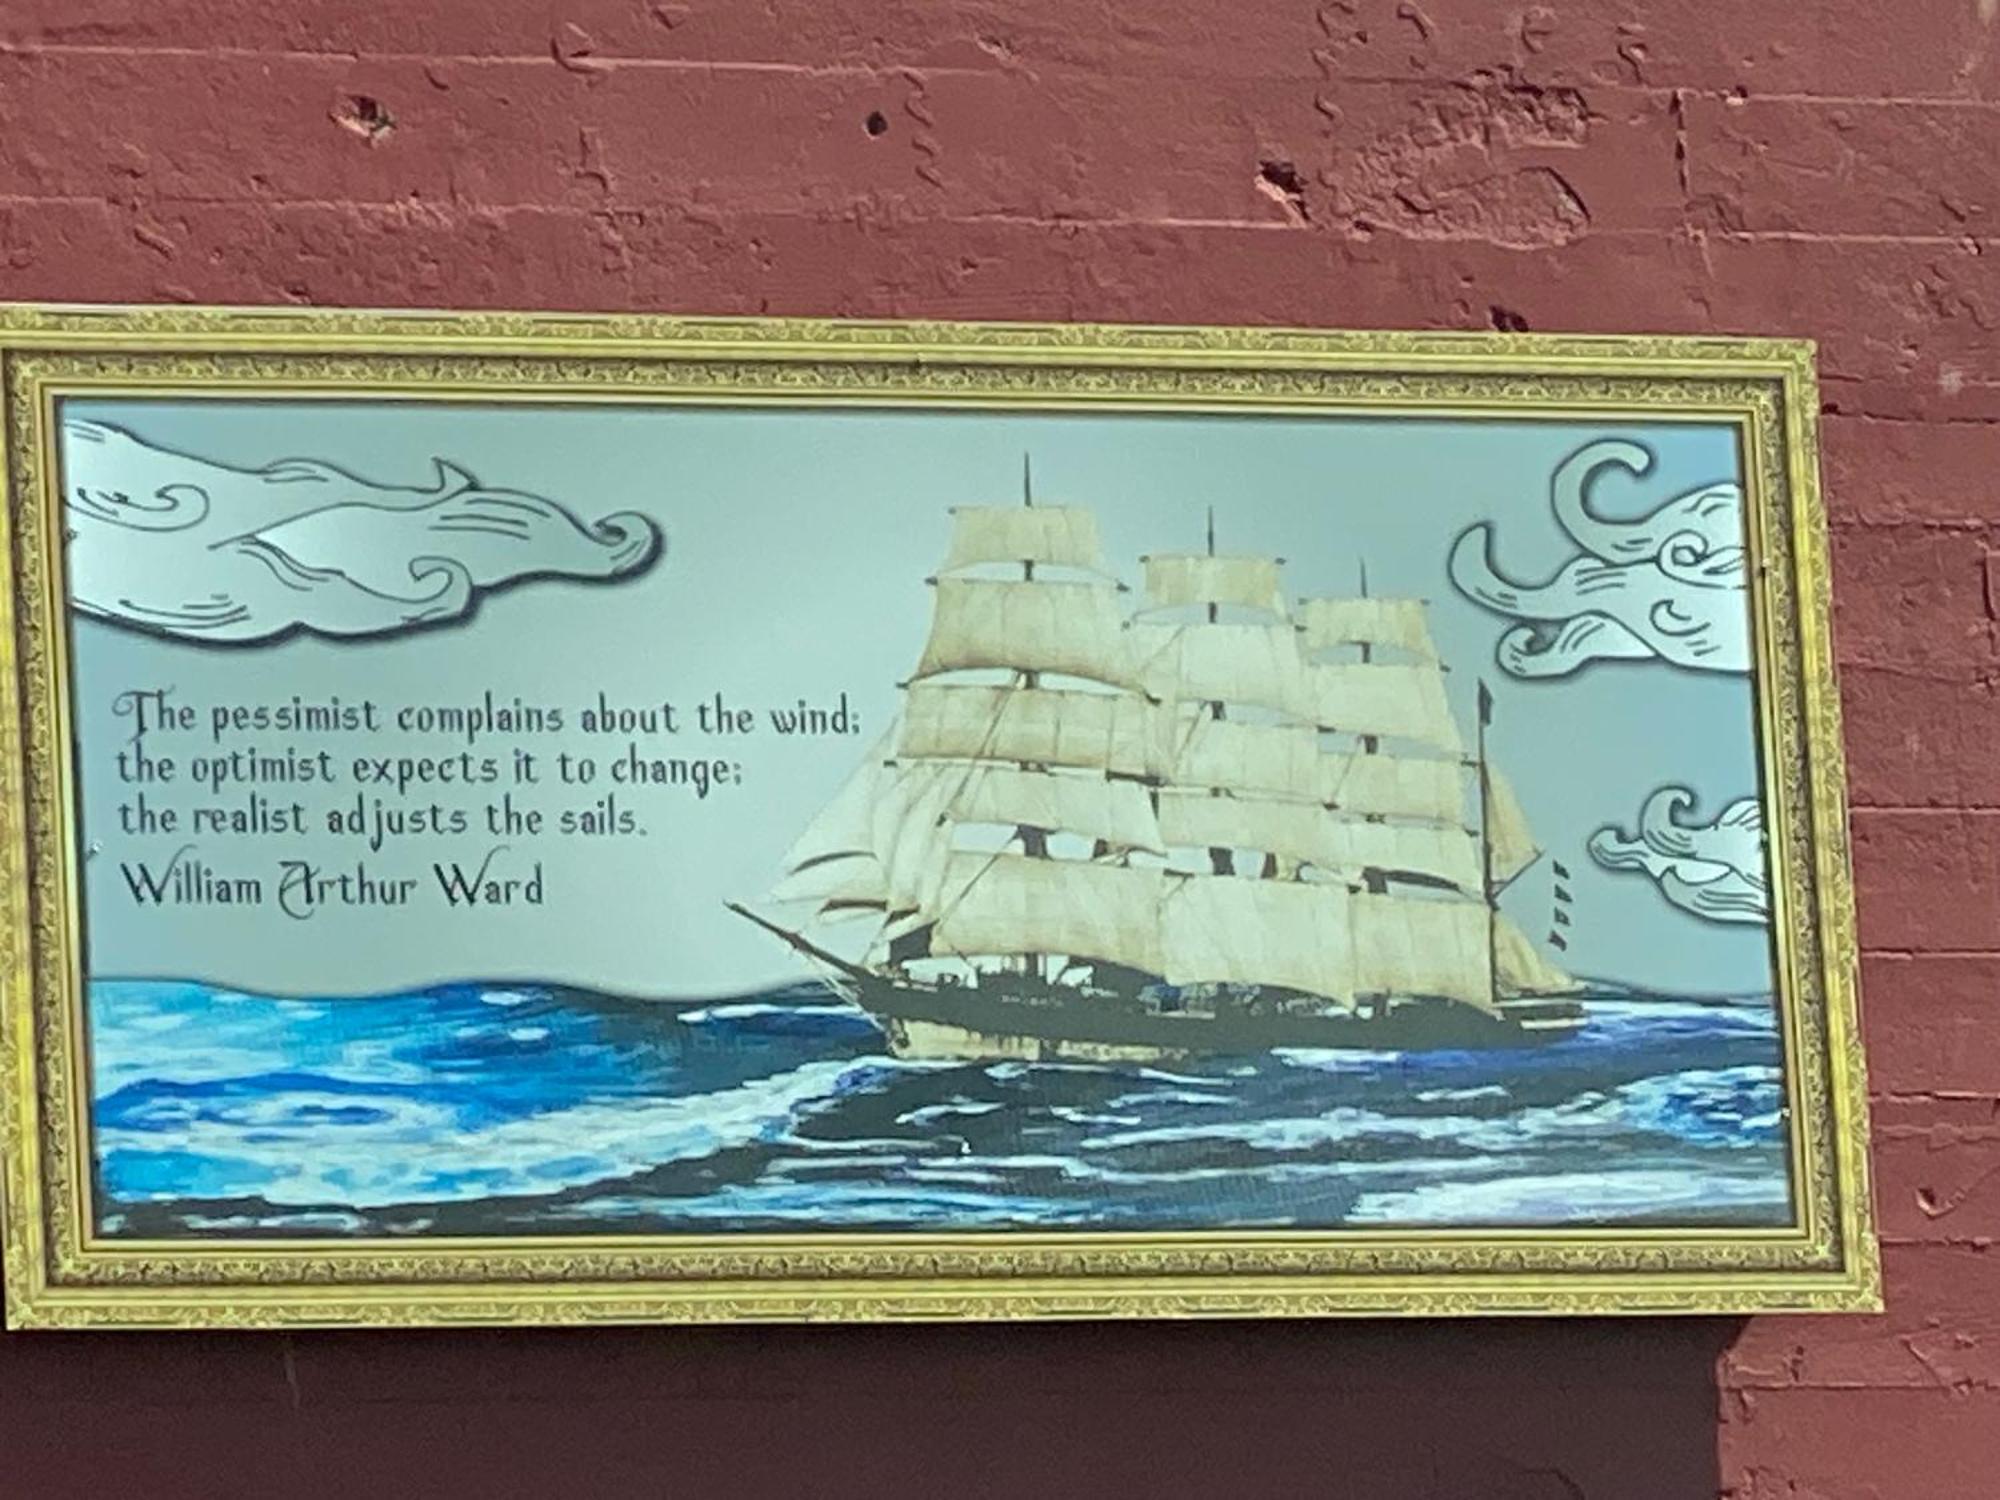 The pessimist complains about the wind;
the optimist expects it to change;
the realist adjusts the sails.
William Arthur Ward